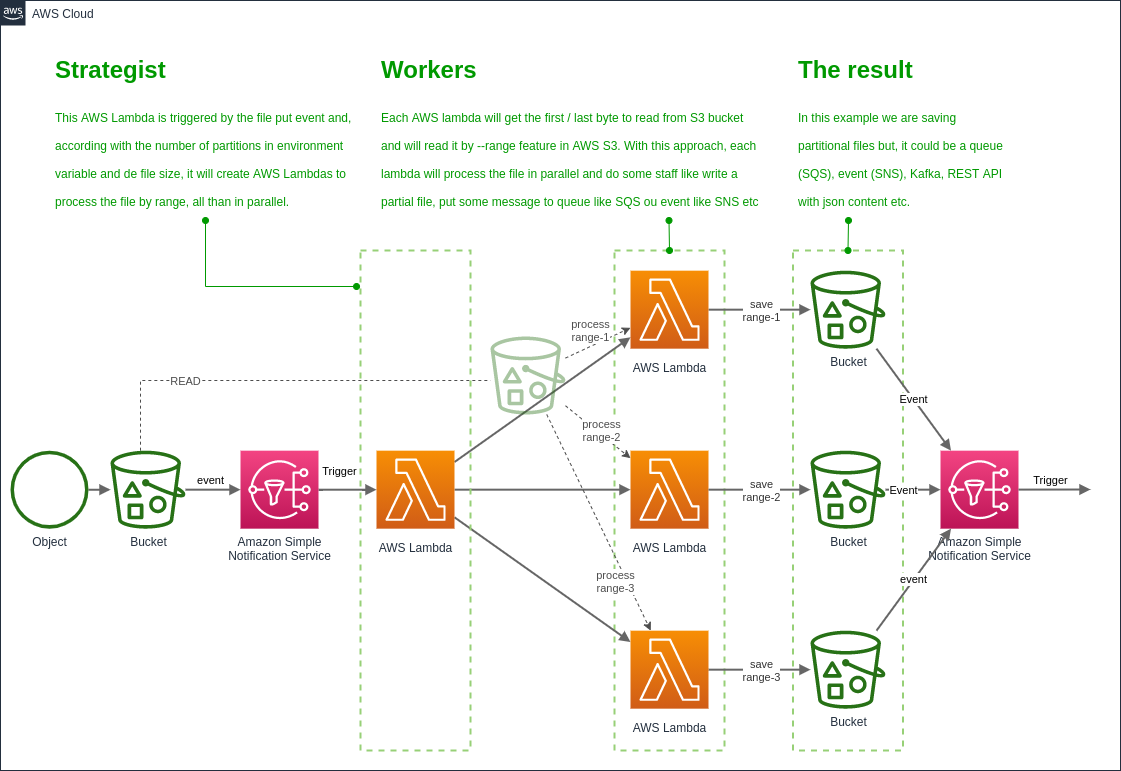 aws
AWS Cloud
Strategist
This AWS Lambda is triggered by the file put event and,
according with the number of partitions in environment
variable and de file size, it will create AWS Lambdas to
process the file by range, all than in parallel.
Workers
Each AWS lambda will get the first / last byte to read from S3 bucket
and will read it by --range feature in AWS S3. With this approach, each
lambda will process the file in parallel and do some staff like write a
partial file, put some message to queue like SQS ou event like SNS etc
The result
In this example we are saving
partitional files but, it could be a queue
(SQS), event (SNS), Kafka, REST API
with json content etc.
process
range-1
save
range-1
AWS Lambda
Bucket
READ
Event
process
range-2
event
Trigger
save
range-2
Event
Trigger
Object
Bucket
Amazon Simple
Notification Service
AWS Lambda
AWS Lambda
Bucket
Amazon Simple
Notification Service
process
range-3
event
save
range-3
AWS Lambda
Bucket